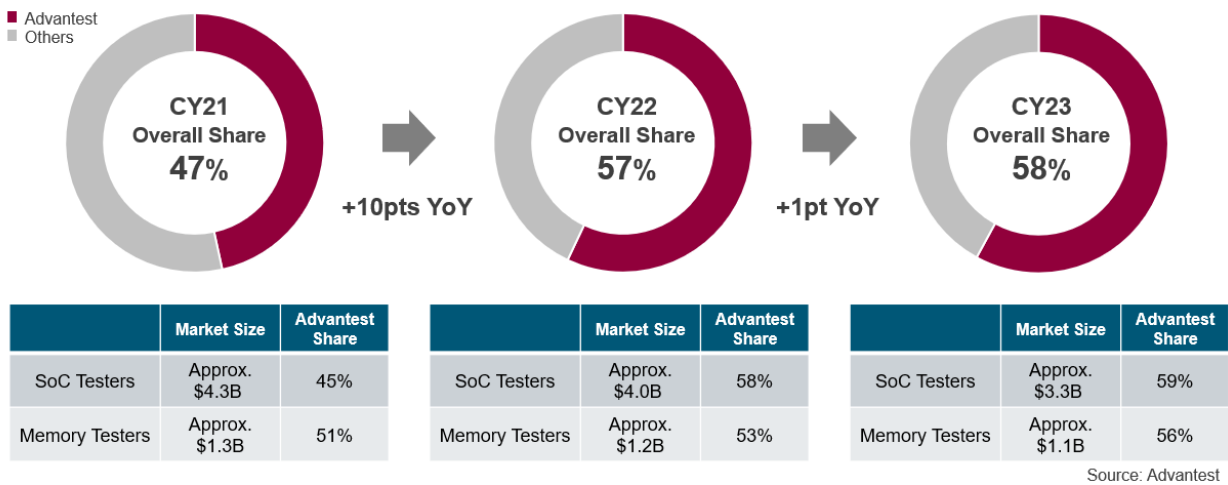 Advantest
Others
CY21
Overall Share
47%
+10pts YoY
CY22
Overall Share
57%
+1pt YoY
CY23
Overall Share
58%
Market Size
Advantest
Share
SoC Testers
Approx.
$4.3B
45%
Memory Testers
Approx.
$1.3B
51%
Market Size
Advantest
Share
SoC Testers
Approx.
$4.0B
58%
Memory Testers
Approx.
$1.2B
53%
Market Size
Advantest
Share
SoC Testers
Approx.
$3.3B
59%
Memory Testers
Approx.
$1.1B
56%
Source: Advantest